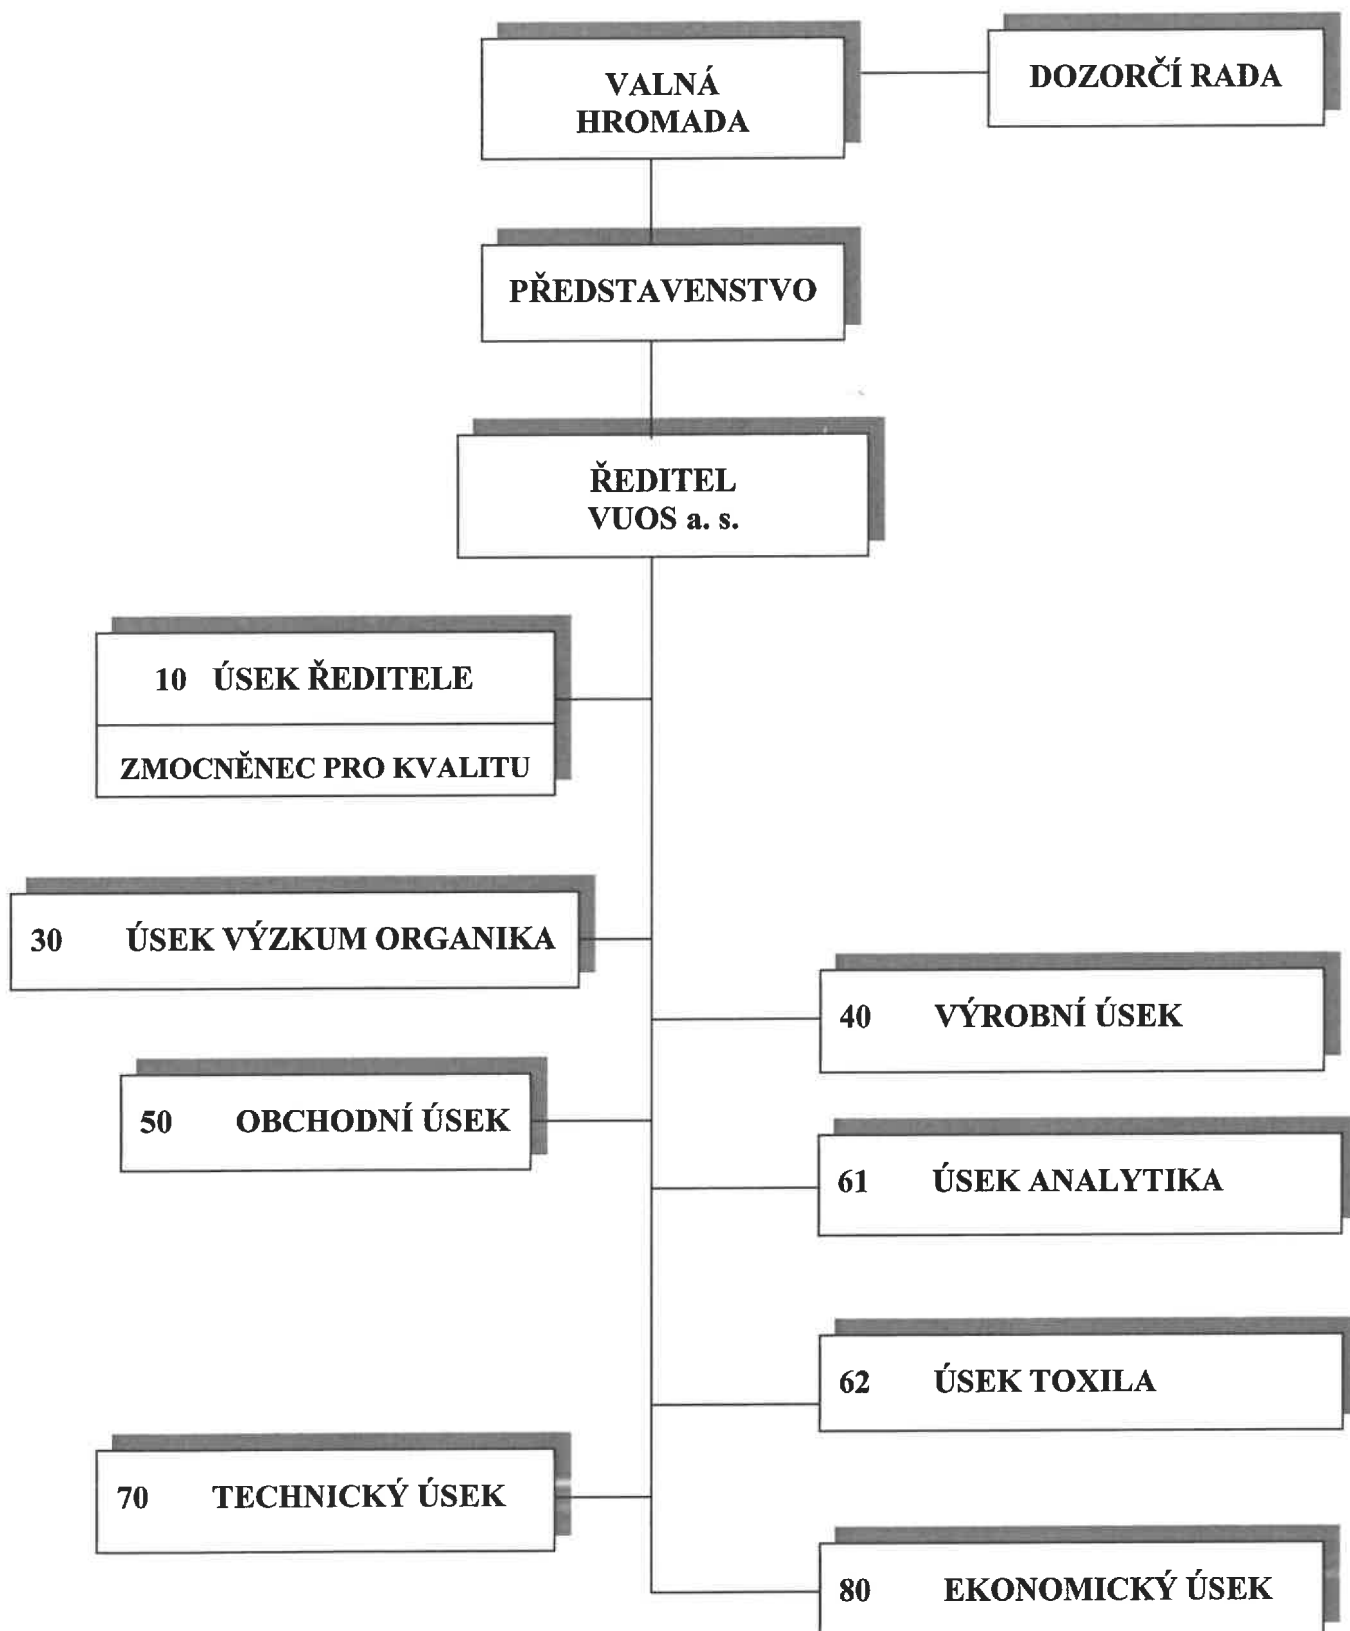 VALNÁ
HROMADA
DOZORČÍ RADA
PŘEDSTAVENSTVO
ŘEDITEL
VUOS a. s.
10 ÚSEK ŘEDITELE
ZMOCNĚNEC PRO KVALITU
30 ÚSEK VÝZKUM ORGANIKA
40 VÝROBNÍ ÚSEK
50 OBCHODNÍ ÚSEK
61 ÚSEK ANALYTIKA
62 ÚSEK TOXILA
70 TECHNICKÝ ÚSEK
80 EKONOMICKÝ ÚSEK